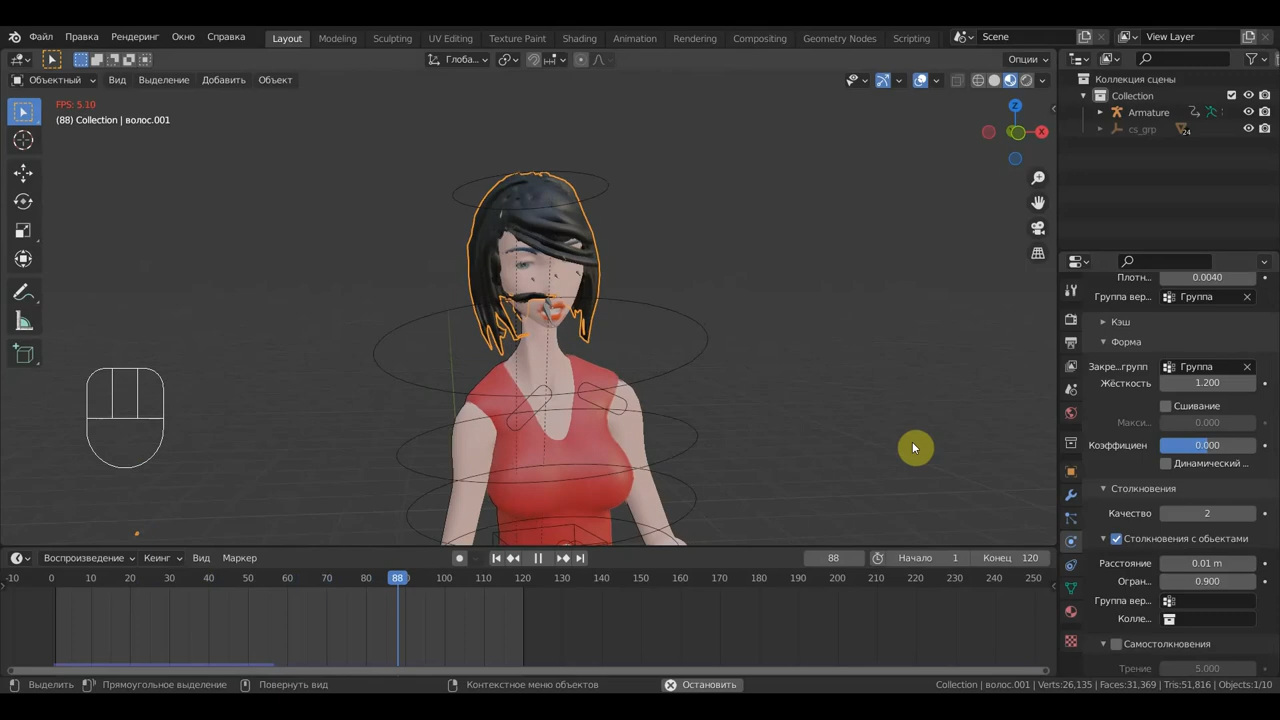 Файл Правка Рендеринг Окно Справка Layout Modeling Sculpting UV Editing Texture Paint Shading Animation Rendering Compositing Geometry Nodes Scripting Scene View Layer
Глоба... Опции
Объектный Вид Выделение Добавить Объект
FPS: 5.10
(88) Collection | волос.001
Z
X
Коллекция сцены
Collection
Armature
cs_grp 24
Плотн... 0.0040
Группа вер... Группа
Кэш
Форма
Закре...групп Группа
Жёсткость 1.200
Сшивание
Макси... 0.000
Коэффициен 0.000
Динамический ...
Столкновения
Качество 2
Столкновения с объектами
Расстояние 0.01 m
Огран... 0.900
Группа вер...
Колле...
Самостолкновения
Трение 5.000
Воспроизведение Кеинг Вид Маркер 88 Начало 1 Конец 120
-10 0 10 20 30 40 50 60 70 80 88 100 110 120 130 140 150 160 170 180 190 200 210 220 230 240 250
Выделить Прямоугольное выделение Повернуть вид Контекстное меню объектов Остановить Collection | волос.001 | Verts:26,135 | Faces:31,369 | Tris:51,816 | Objects:1/10